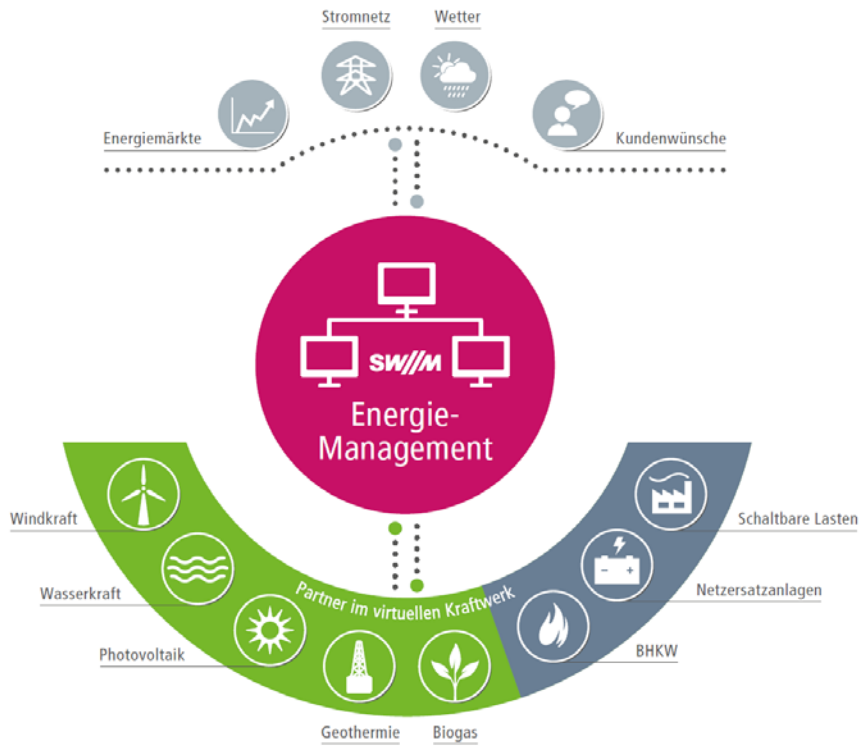 Stromnetz
Wetter
Energiemärkte
Kundenwünsche
SW//M
Energie-
Management
Windkraft
Schaltbare Lasten
Wasserkraft
Netzersatzanlagen
Partner im virtuellen Kraftwerk
Photovoltaik
BHKW
Geothermie
Biogas